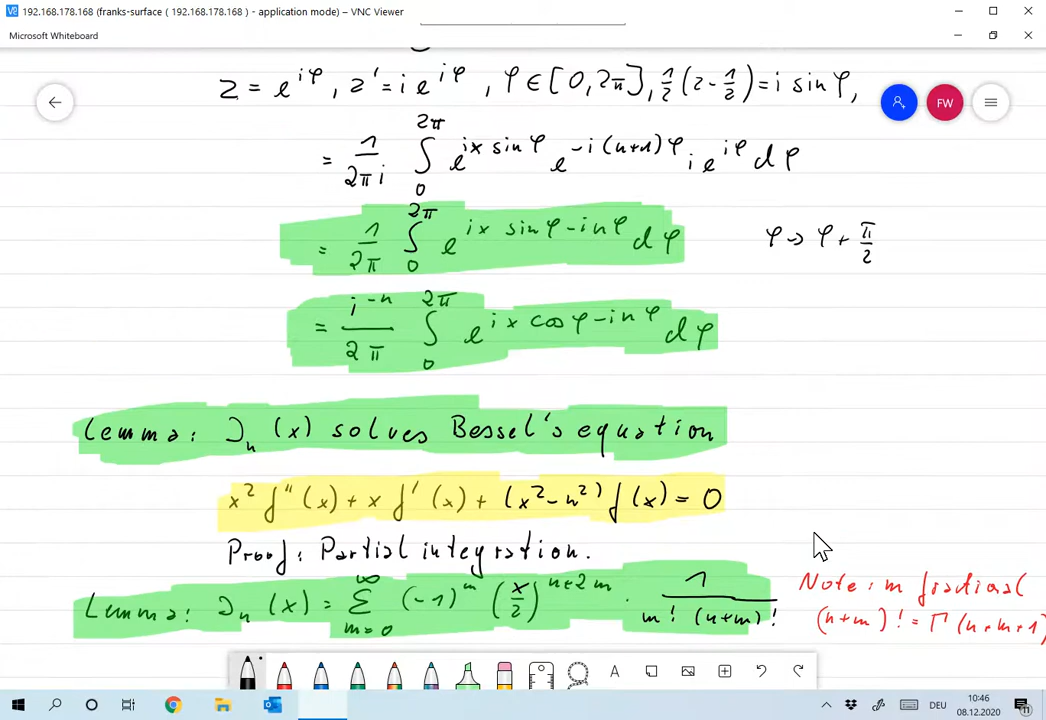 192.168.178.168 (franks-surface ( 192.168.178.168 ) - application mode) – VNC Viewer
Microsoft Whiteboard
z = e^{iφ}, z' = i e^{iφ}, φ ∈ [0, 2π], 1/2 (z - 1/z) = i sin φ,
= 1/(2πi) ∫_0^{2π} e^{ix sin φ} e^{-i(n+1)φ} i e^{iφ} dφ
= 1/(2π) ∫_0^{2π} e^{ix sin φ - inφ} dφ φ → φ + π/2
= i^{-n}/(2π) ∫_0^{2π} e^{ix cos φ - inφ} dφ
Lemma: J_n(x) solves Bessel's equation
x² f''(x) + x f'(x) + (x² - n²) f(x) = 0
Proof: Partial integration.
Lemma: J_n(x) = Σ_{m=0}^{∞} (-1)^m (x/2)^{n+2m} · 1/(m! (n+m)!)
Note: m fractional
(n+m)! = Γ(n+m+1)
FW
A
DEU
10:46
08.12.2020